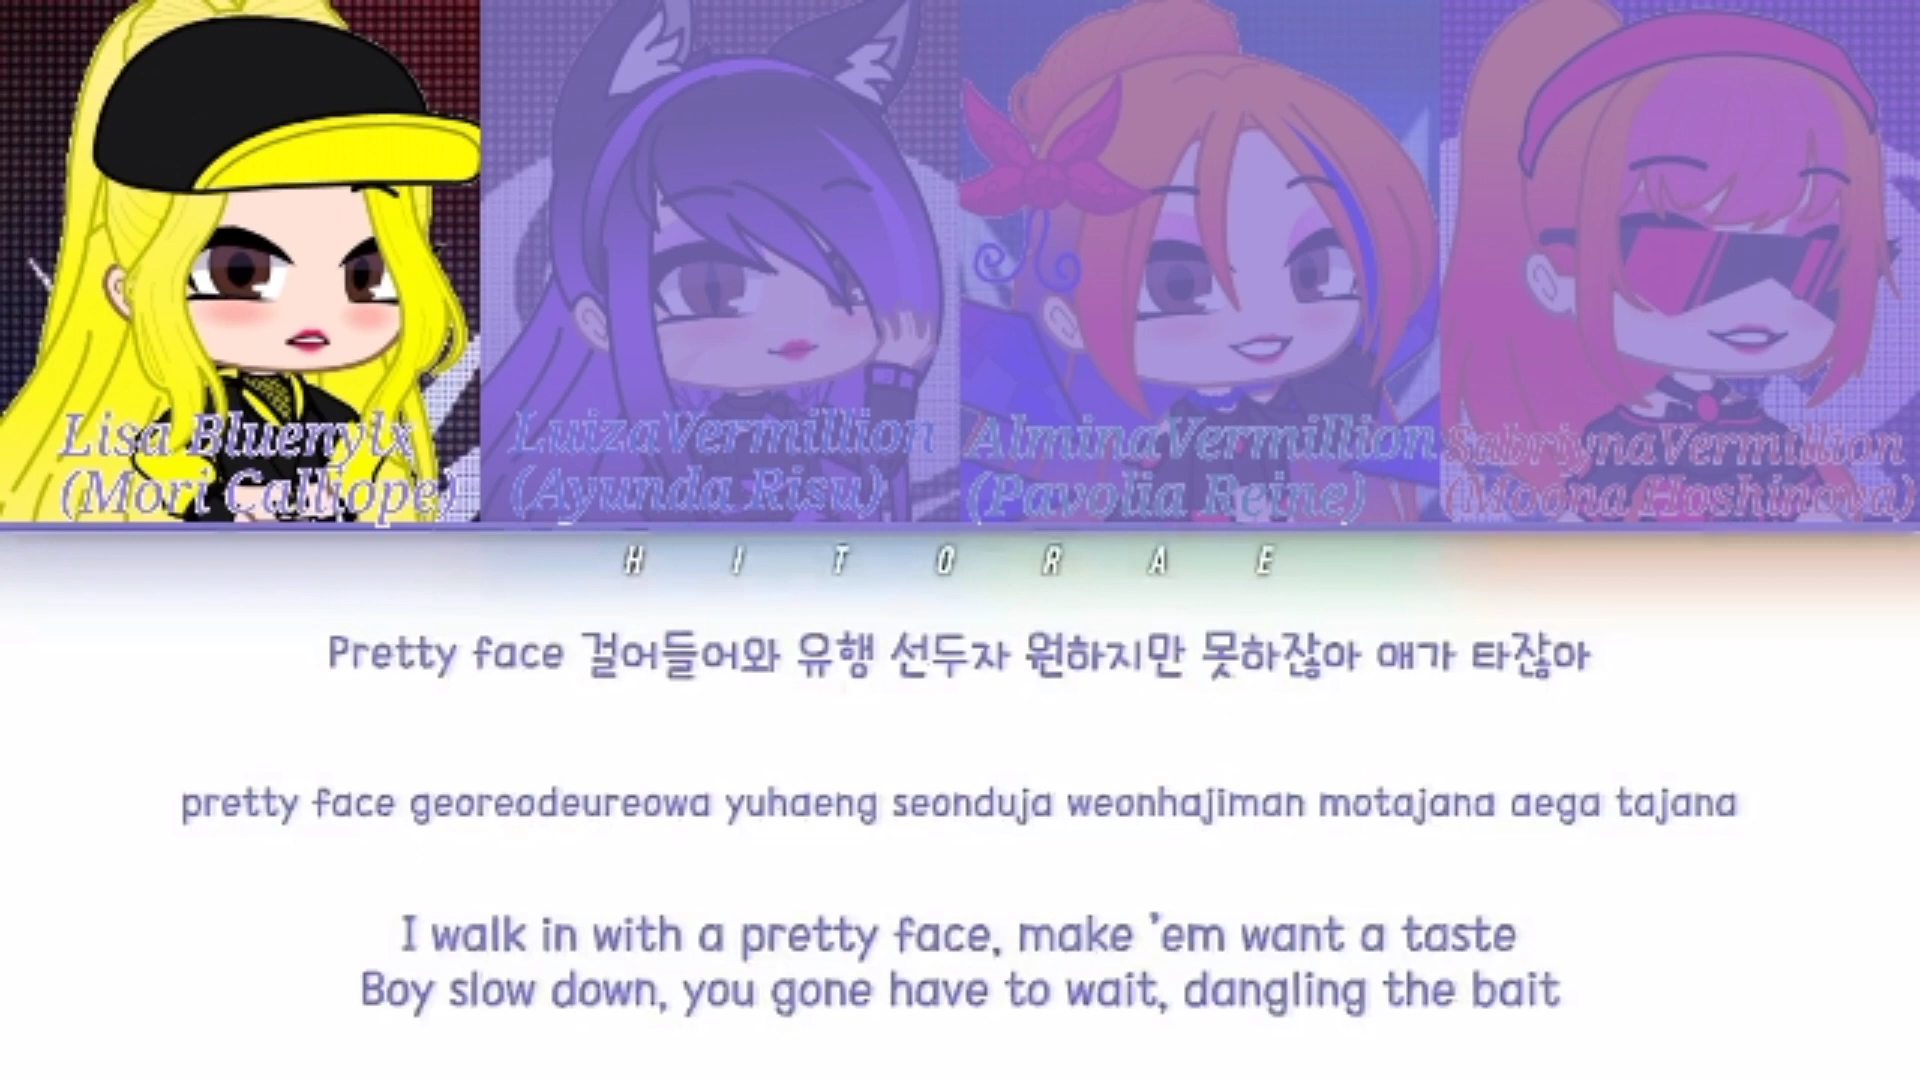 Lisa Bluenylx
(Mori Calliope)
LuizaVermillion
(Ayunda Risu)
AlminaVermillion
(Pavolia Reine)
SabriynaVermillion
(Moona Hoshinova)
H I T O R A E
Pretty face 걸어들어와 유행 선두자 원하지만 못하잖아 애가 타잖아
pretty face georeodeureowa yuhaeng seonduja weonhajiman motajana aega tajana
I walk in with a pretty face, make 'em want a taste
Boy slow down, you gone have to wait, dangling the bait